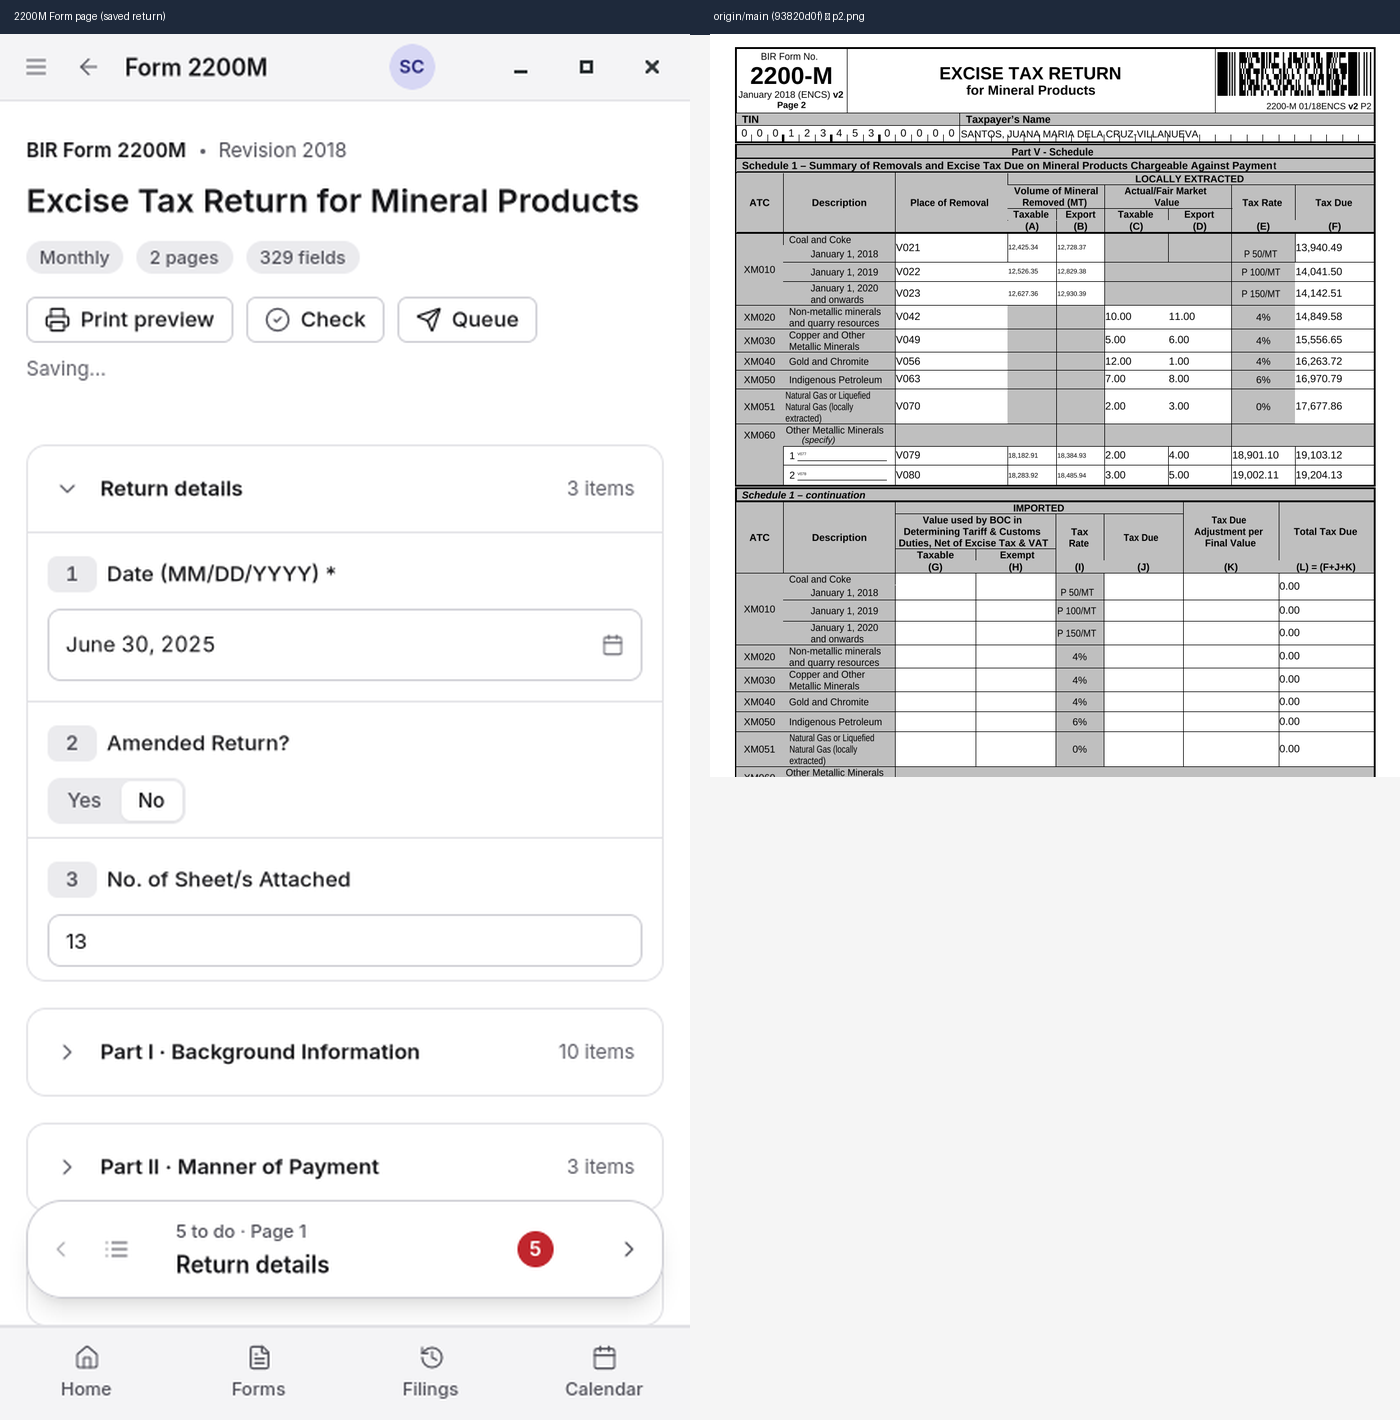 2200M Form page (saved return)
Form 2200M
SC
BIR Form 2200M • Revision 2018
Excise Tax Return for Mineral Products
Monthly
2 pages
329 fields
Print preview
Check
Queue
Saving...
Return details
3 items
1 Date (MM/DD/YYYY) *
June 30, 2025
2 Amended Return?
Yes
No
3 No. of Sheet/s Attached
13
Part I · Background Information
10 items
Part II · Manner of Payment
3 items
5 to do · Page 1
Return details
5
Home
Forms
Filings
Calendar
origin/main (93820d0f) p2.png
BIR Form No.
2200-M
January 2018 (ENCS) v2
Page 2
EXCISE TAX RETURN
for Mineral Products
2200-M 01/18ENCS v2 P2
TIN
Taxpayer's Name
0 0 0 1 2 3 4 5 3 0 0 0 0 0
SANTOS, JUANA MARIA DELA CRUZ VILLANUEVA
Part V - Schedule
Schedule 1 – Summary of Removals and Excise Tax Due on Mineral Products Chargeable Against Payment
LOCALLY EXTRACTED
ATC
Description
Place of Removal
Volume of Mineral Removed (MT)
Actual/Fair Market Value
Tax Rate
Tax Due
Taxable
Export
Taxable
Export
(A) (B) (C) (D) (E) (F)
XM010
Coal and Coke
January 1, 2018 V021 12,425.34 12,728.37 P 50/MT 13,940.49
January 1, 2019 V022 12,526.35 12,829.38 P 100/MT 14,041.50
January 1, 2020 and onwards V023 12,627.36 12,930.39 P 150/MT 14,142.51
XM020 Non-metallic minerals and quarry resources V042 10.00 11.00 4% 14,849.58
XM030 Copper and Other Metallic Minerals V049 5.00 6.00 4% 15,556.65
XM040 Gold and Chromite V056 12.00 1.00 4% 16,263.72
XM050 Indigenous Petroleum V063 7.00 8.00 6% 16,970.79
XM051 Natural Gas or Liquefied Natural Gas (locally extracted) V070 2.00 3.00 0% 17,677.86
XM060 Other Metallic Minerals (specify)
1 V079 18,182.91 18,384.93 2.00 4.00 18,901.10 19,103.12
2 V080 18,283.92 18,485.94 3.00 5.00 19,002.11 19,204.13
Schedule 1 – continuation
IMPORTED
ATC
Description
Value used by BOC in Determining Tariff & Customs Duties, Net of Excise Tax & VAT
Tax Rate
Tax Due
Tax Due Adjustment per Final Value
Total Tax Due
Taxable
Exempt
(G) (H) (I) (J) (K) (L) = (F+J+K)
XM010
Coal and Coke
January 1, 2018 P 50/MT 0.00
January 1, 2019 P 100/MT 0.00
January 1, 2020 and onwards P 150/MT 0.00
XM020 Non-metallic minerals and quarry resources 4% 0.00
XM030 Copper and Other Metallic Minerals 4% 0.00
XM040 Gold and Chromite 4% 0.00
XM050 Indigenous Petroleum 6% 0.00
XM051 Natural Gas or Liquefied Natural Gas (locally extracted) 0% 0.00
XM060 Other Metallic Minerals